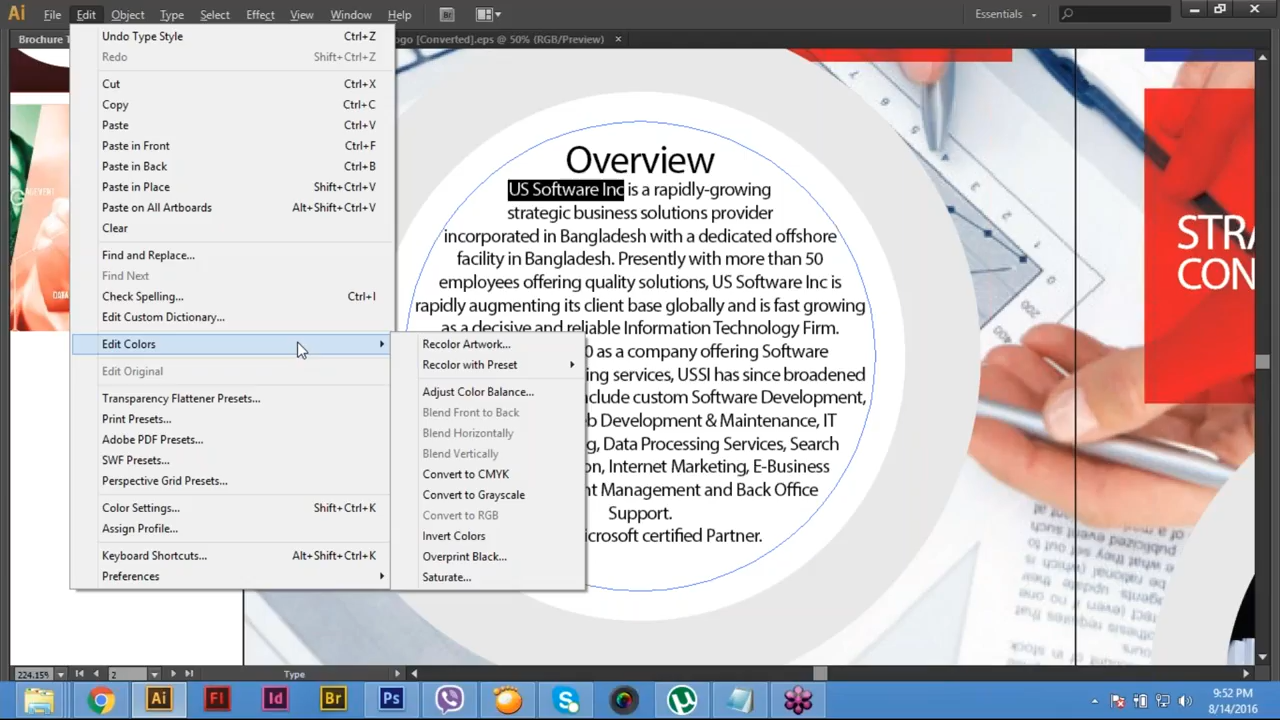 Ai File Edit Object Type Select Effect View Window Help Br Essentials
Brochure T
ogo [Converted].eps @ 50% (RGB/Preview) ×
Undo Type Style Ctrl+Z
Redo Shift+Ctrl+Z
Cut Ctrl+X
Copy Ctrl+C
Paste Ctrl+V
Paste in Front Ctrl+F
Paste in Back Ctrl+B
Paste in Place Shift+Ctrl+V
Paste on All Artboards Alt+Shift+Ctrl+V
Clear
Find and Replace...
Find Next
Check Spelling... Ctrl+I
Edit Custom Dictionary...
Edit Colors
Edit Original
Transparency Flattener Presets...
Print Presets...
Adobe PDF Presets...
SWF Presets...
Perspective Grid Presets...
Color Settings... Shift+Ctrl+K
Assign Profile...
Keyboard Shortcuts... Alt+Shift+Ctrl+K
Preferences
Recolor Artwork...
Recolor with Preset
Adjust Color Balance...
Blend Front to Back
Blend Horizontally
Blend Vertically
Convert to CMYK
Convert to Grayscale
Convert to RGB
Invert Colors
Overprint Black...
Saturate...
Overview
US Software Inc is a rapidly-growing
strategic business solutions provider
incorporated in Bangladesh with a dedicated offshore
facility in Bangladesh. Presently with more than 50
employees offering quality solutions, US Software Inc is
rapidly augmenting its client base globally and is fast growing
as a decisive and reliable Information Technology Firm.
0 as a company offering Software
ing services, USSI has since broadened
nclude custom Software Development,
b Development & Maintenance, IT
g, Data Processing Services, Search
on, Internet Marketing, E-Business
nt Management and Back Office
Support.
icrosoft certified Partner.
STRA
CON
DATA
224.15% 2 Type
Ai Fl Id Br Ps
9:52 PM
8/14/2016